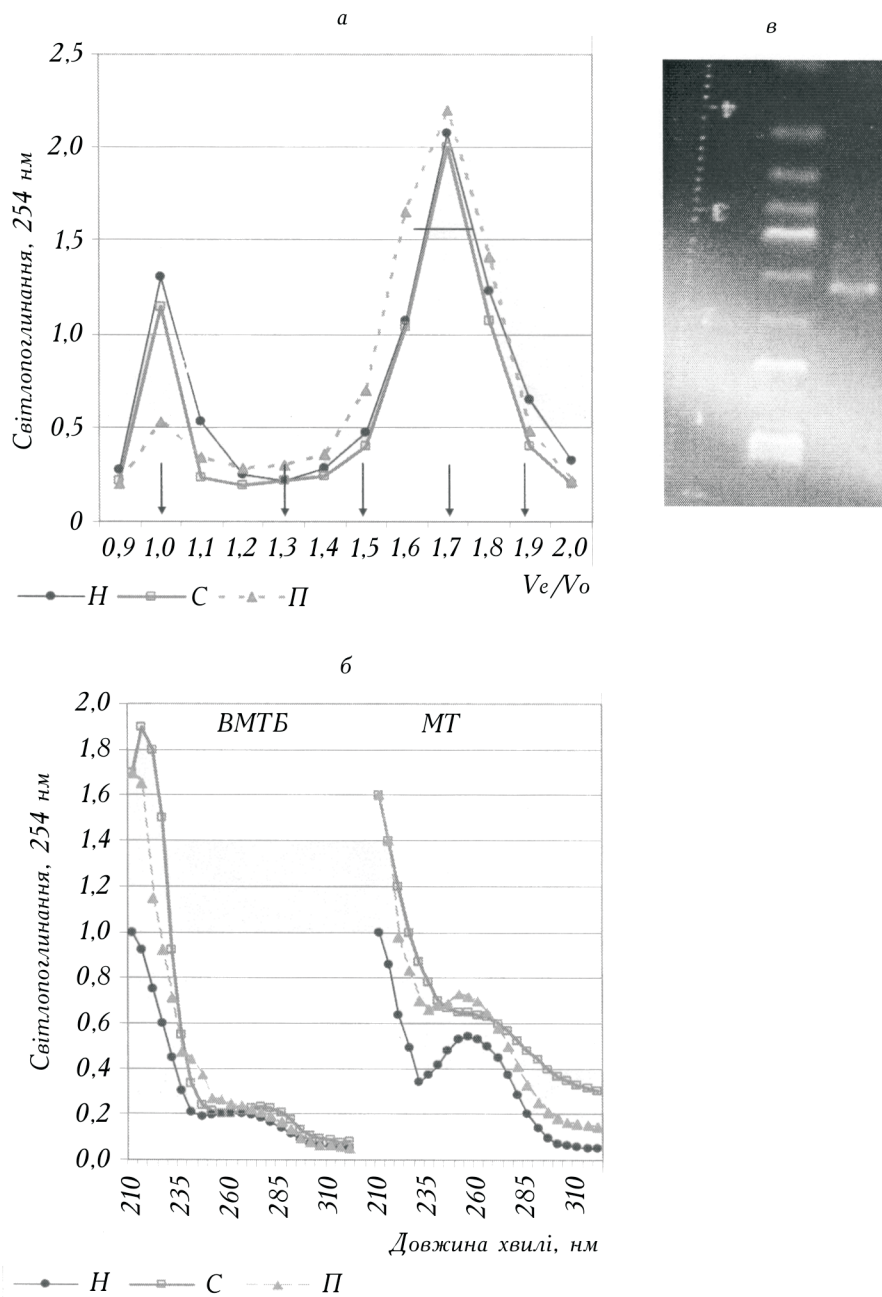 а
в
Світлопоглинання, 254 нм
2,5
2,0
1,5
1,0
0,5
0
0,9 1,0 1,1 1,2 1,3 1,4 1,5 1,6 1,7 1,8 1,9 2,0
Ve/Vo
Н С П
б
Світлопоглинання, 254 нм
2,0
1,8
1,6
1,4
1,2
1,0
0,8
0,6
0,4
0,2
0,0
ВМТБ МТ
210 235 260 285 310 210 235 260 285 310
Довжина хвилі, нм
Н С П